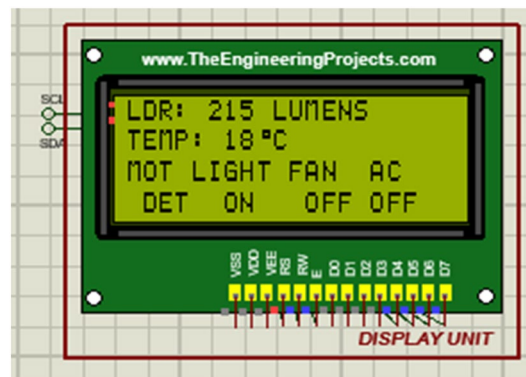 www.TheEngineeringProjects.com
SCL
SDA
LDR: 215 LUMENS
TEMP: 18°C
MOT LIGHT FAN AC
DET ON OFF OFF
VSS VDD VEE RS RW E D0 D1 D2 D3 D4 D5 D6 D7
DISPLAY UNIT